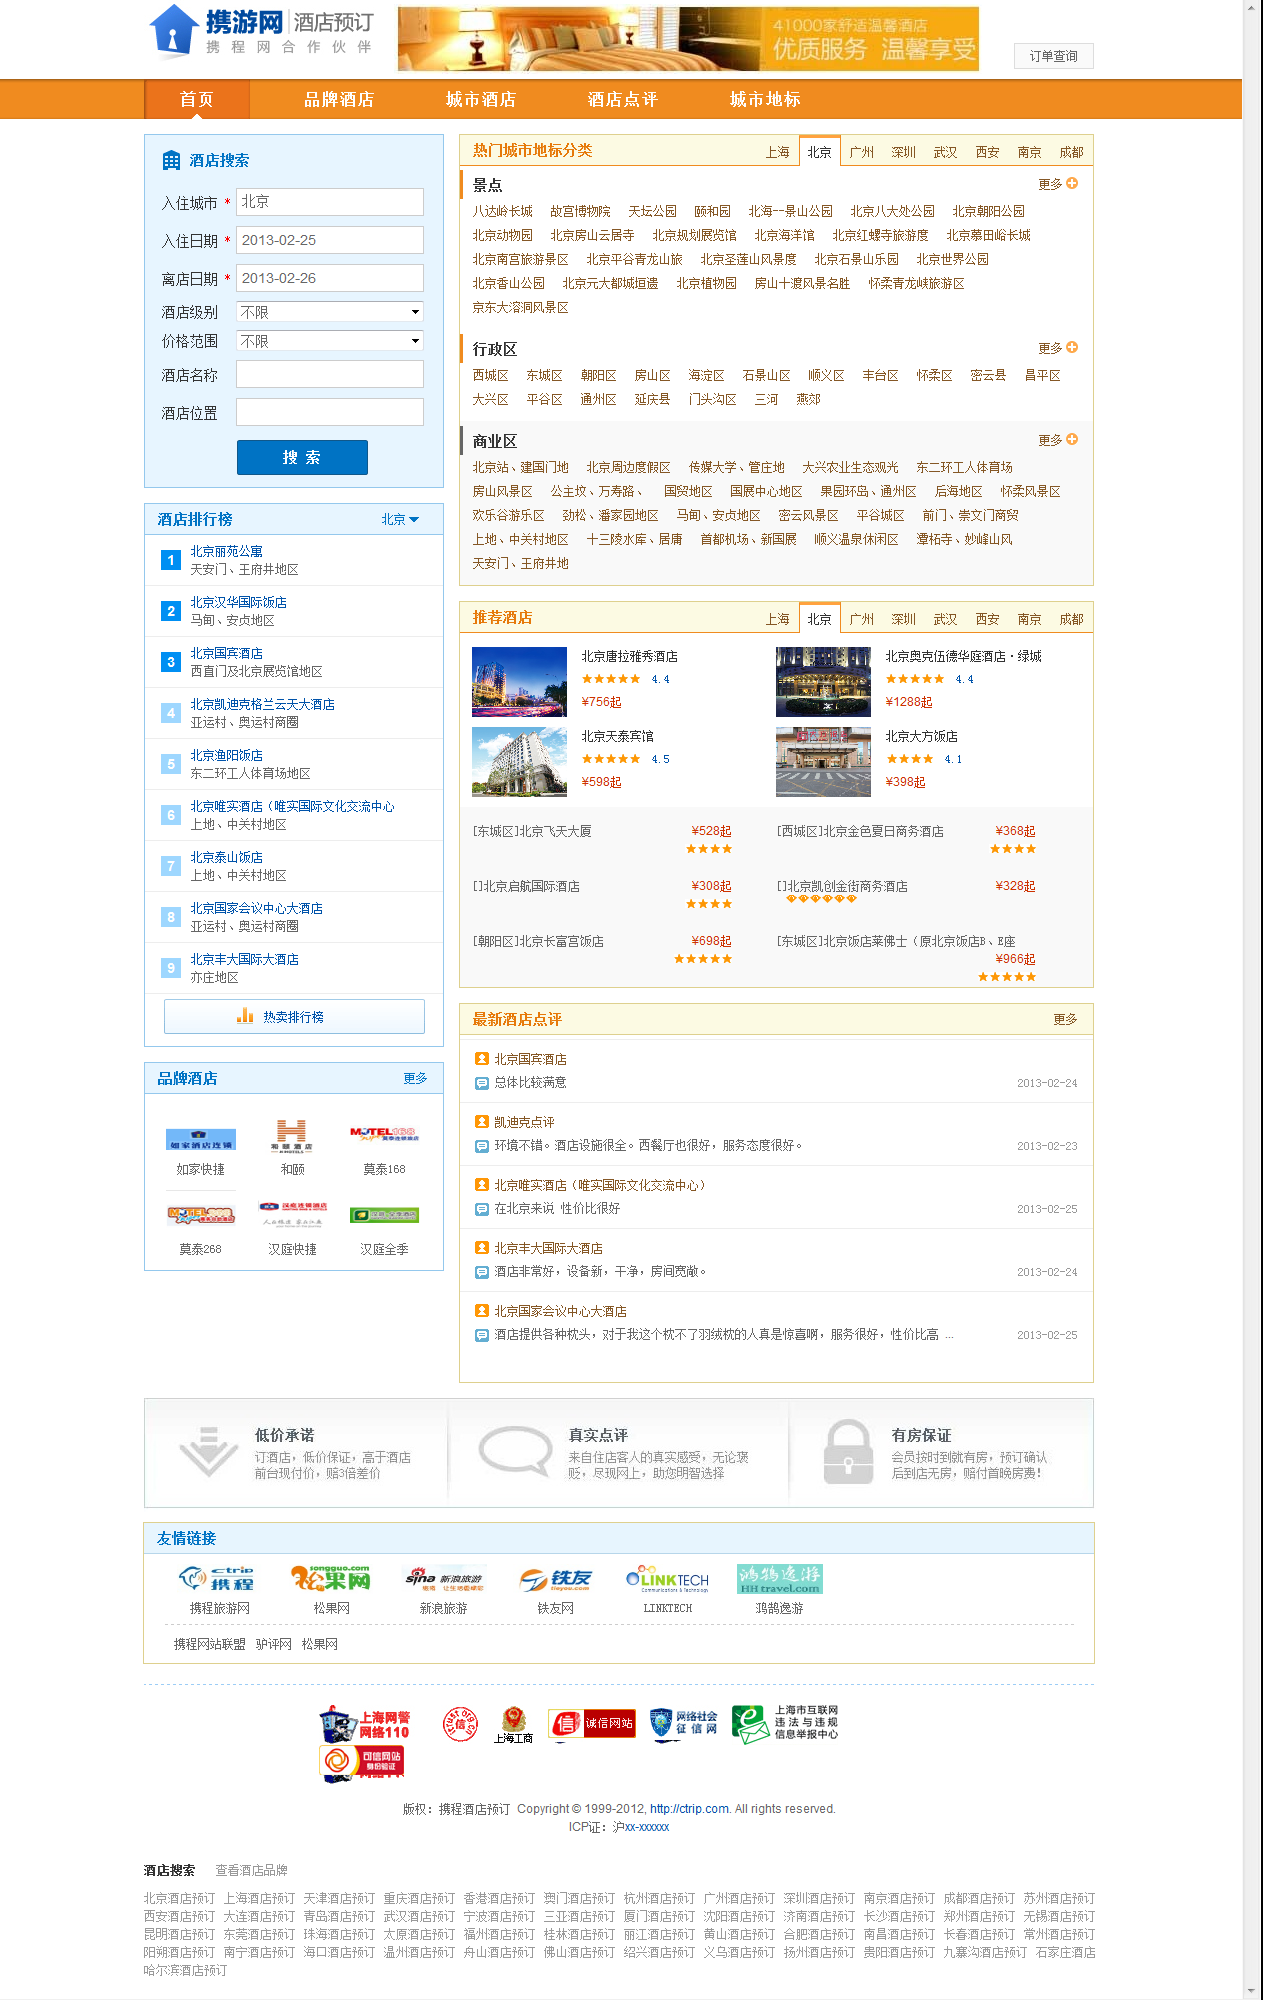 携游网 酒店预订
携程网合作伙伴
41000家舒适温馨酒店
优质服务 温馨享受
订单查询
首页 品牌酒店 城市酒店 酒店点评 城市地标
酒店搜索
入住城市 * 北京
入住日期 * 2013-02-25
离店日期 * 2013-02-26
酒店级别 不限
价格范围 不限
酒店名称
酒店位置
搜 索
酒店排行榜 北京
1 北京丽苑公寓
天安门、王府井地区
2 北京汉华国际饭店
马甸、安贞地区
3 北京国宾酒店
西直门及北京展览馆地区
4 北京凯迪克格兰云天大酒店
亚运村、奥运村商圈
5 北京渔阳饭店
东二环工人体育场地区
6 北京唯实酒店（唯实国际文化交流中心
上地、中关村地区
7 北京泰山饭店
上地、中关村地区
8 北京国家会议中心大酒店
亚运村、奥运村商圈
9 北京丰大国际大酒店
亦庄地区
热卖排行榜
品牌酒店 更多
如家酒店连锁 和颐酒店 MOTEL168
如家快捷 和颐 莫泰168
MOTEL268 汉庭连锁酒店
莫泰268 汉庭快捷 汉庭全季
热门城市地标分类 上海 北京 广州 深圳 武汉 西安 南京 成都
景点 更多
八达岭长城 故宫博物院 天坛公园 颐和园 北海--景山公园 北京八大处公园 北京朝阳公园
北京动物园 北京房山云居寺 北京规划展览馆 北京海洋馆 北京红螺寺旅游度 北京慕田峪长城
北京南宫旅游景区 北京平谷青龙山旅 北京圣莲山风景度 北京石景山乐园 北京世界公园
北京香山公园 北京元大都城垣遗 北京植物园 房山十渡风景名胜 怀柔青龙峡旅游区
京东大溶洞风景区
行政区 更多
西城区 东城区 朝阳区 房山区 海淀区 石景山区 顺义区 丰台区 怀柔区 密云县 昌平区
大兴区 平谷区 通州区 延庆县 门头沟区 三河 燕郊
商业区 更多
北京站、建国门地 北京周边度假区 传媒大学、管庄地 大兴农业生态观光 东二环工人体育场
房山风景区 公主坟、万寿路、 国贸地区 国展中心地区 果园环岛、通州区 后海地区 怀柔风景区
欢乐谷游乐区 劲松、潘家园地区 马甸、安贞地区 密云风景区 平谷城区 前门、崇文门商贸
上地、中关村地区 十三陵水库、居庸 首都机场、新国展 顺义温泉休闲区 潭柘寺、妙峰山风
天安门、王府井地
推荐酒店 上海 北京 广州 深圳 武汉 西安 南京 成都
北京唐拉雅秀酒店 北京奥克伍德华庭酒店·绿城
4.4 4.4
¥756起 ¥1288起
北京天泰宾馆 北京大方饭店
4.5 4.1
¥598起 ¥398起
[东城区]北京飞天大厦 ¥528起 [西城区]北京金色夏日商务酒店 ¥368起
[]北京启航国际酒店 ¥308起 []北京凯创金街商务酒店 ¥328起
[朝阳区]北京长富宫饭店 ¥698起 [东城区]北京饭店莱佛士（原北京饭店B、E座
¥966起
最新酒店点评 更多
北京国宾酒店
总体比较满意 2013-02-24
凯迪克点评
环境不错。酒店设施很全。西餐厅也很好，服务态度很好。 2013-02-23
北京唯实酒店（唯实国际文化交流中心）
在北京来说 性价比很好 2013-02-25
北京丰大国际大酒店
酒店非常好，设备新，干净，房间宽敞。 2013-02-24
北京国家会议中心大酒店
酒店提供各种枕头，对于我这个枕不了羽绒枕的人真是惊喜啊，服务很好，性价比高 ... 2013-02-25
低价承诺
订酒店，低价保证，高于酒店
前台现付价，赔3倍差价
真实点评
来自住店客人的真实感受，无论褒
贬，尽现网上，助您明智选择
有房保证
会员按时到就有房，预订确认
后到店无房，赔付首晚房费！
友情链接
ctrip 携程 songguo.com 松果网 sina 新浪旅游 铁友 tieyou.com LINKTECH 鸿鹄逸游 HHtravel.com
携程旅游网 松果网 新浪旅游 铁友网 LINKTECH 鸿鹄逸游
携程网站联盟 驴评网 松果网
上海网警
网络110
信
上海工商
信 诚信网站
网络社会
征信网
上海市互联网
违法与违规
信息举报中心
可信网站
身份验证
版权：携程酒店预订 Copyright © 1999-2012, http://ctrip.com. All rights reserved.
ICP证：沪xx-xxxxxx
酒店搜索 查看酒店品牌
北京酒店预订 上海酒店预订 天津酒店预订 重庆酒店预订 香港酒店预订 澳门酒店预订 杭州酒店预订 广州酒店预订 深圳酒店预订 南京酒店预订 成都酒店预订 苏州酒店预订
西安酒店预订 大连酒店预订 青岛酒店预订 武汉酒店预订 宁波酒店预订 三亚酒店预订 厦门酒店预订 沈阳酒店预订 济南酒店预订 长沙酒店预订 郑州酒店预订 无锡酒店预订
昆明酒店预订 东莞酒店预订 珠海酒店预订 太原酒店预订 福州酒店预订 桂林酒店预订 丽江酒店预订 黄山酒店预订 合肥酒店预订 南昌酒店预订 长春酒店预订 常州酒店预订
阳朔酒店预订 南宁酒店预订 海口酒店预订 温州酒店预订 舟山酒店预订 佛山酒店预订 绍兴酒店预订 义乌酒店预订 扬州酒店预订 贵阳酒店预订 九寨沟酒店预订 石家庄酒店
哈尔滨酒店预订